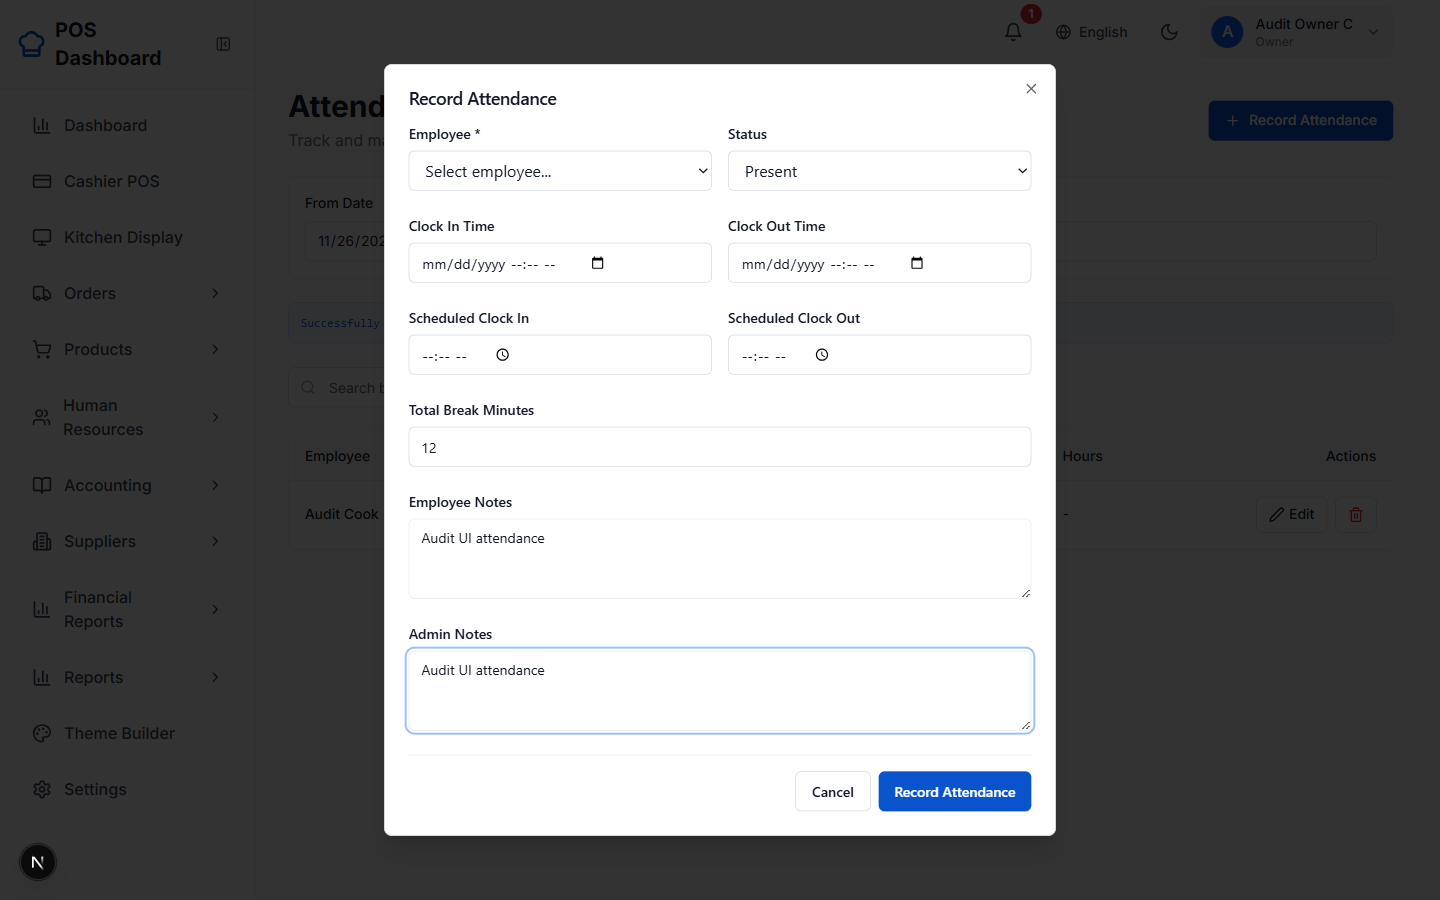 POS
Dashboard
1
English
A
Audit Owner C
Owner
Dashboard
Cashier POS
Kitchen Display
Orders
Products
Human
Resources
Accounting
Suppliers
Financial
Reports
Reports
Theme Builder
Settings
N
Attend
Track and ma
Record Attendance
From Date
11/26/202
Successfully
Search b
Employee
Hours
Actions
Audit Cook
-
Edit
Record Attendance
Employee *
Status
Select employee...
Present
Clock In Time
Clock Out Time
mm/dd/yyyy --:-- --
mm/dd/yyyy --:-- --
Scheduled Clock In
Scheduled Clock Out
--:-- --
--:-- --
Total Break Minutes
12
Employee Notes
Audit UI attendance
Admin Notes
Audit UI attendance
Cancel
Record Attendance